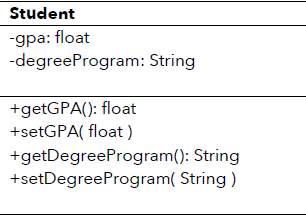 Student
-gpa: float
-degreeProgram: String
+getGPA(): float
+setGPA( float )
+getDegreeProgram(): String
+setDegreeProgram( String )